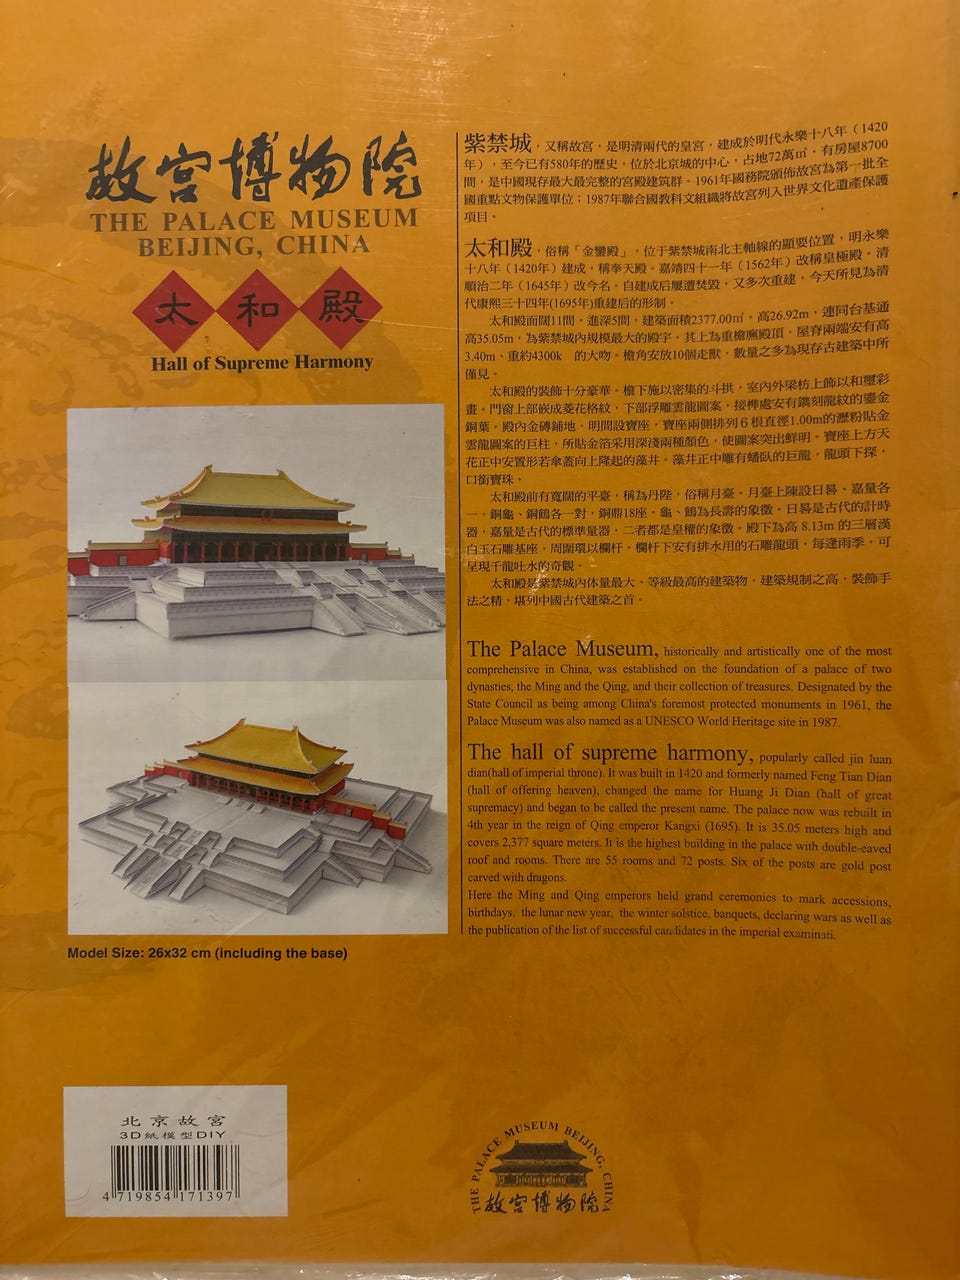 故宮博物院
THE PALACE MUSEUM
BEIJING, CHINA
太和殿
Hall of Supreme Harmony
紫禁城，又稱故宮，是明清兩代的皇宮，建成於明代永樂十八年（1420
年），至今已有580年的歷史，位於北京城的中心，占地72萬㎡，有房屋8700
間，是中國現存最大最完整的宮殿建筑群。1961年國務院頒佈故宮為第一批全
國重點文物保護單位；1987年聯合國教科文組織將故宮列入世界文化遺產保護
項目。
太和殿，俗稱「金鑾殿」，位于紫禁城南北主軸線的顯要位置，明永樂
十八年（1420年）建成，稱奉天殿。嘉靖四十一年（1562年）改稱皇極殿。清
順治二年（1645年）改今名。自建成后屢遭焚毀，又多次重建，今天所見為清
代康熙三十四年(1695年)重建后的形制。
太和殿面闊11間，進深5間，建築面積2377.00㎡，高26.92m，連同台基通
高35.05m，為紫禁城內規模最大的殿宇。其上為重檐廡殿頂，屋脊兩端安有高
3.40m、重約4300k 的大吻。檐角安放10個走獸，數量之多為現存古建築中所
僅見。
太和殿的裝飾十分豪華。檐下施以密集的斗拱，室內外梁枋上飾以和璽彩
畫。門窗上部嵌成菱花格紋，下部浮雕雲龍圖案，接榫處安有鐫刻龍紋的鎏金
銅葉。殿內金磚鋪地，明間設寶座，寶座兩側排列6根直徑1.00m的瀝粉貼金
雲龍圖案的巨柱，所貼金箔采用深淺兩種顏色，使圖案突出鮮明。寶座上方天
花正中安置形若傘蓋向上隆起的藻井。藻井正中雕有蟠臥的巨龍，龍頭下探，
口銜寶珠。
太和殿前有寬闊的平臺，稱為丹陛，俗稱月臺。月臺上陳設日晷、嘉量各
一，銅龜、銅鶴各一對，銅鼎18座。龜、鶴為長壽的象徵。日晷是古代的計時
器，嘉量是古代的標準量器，二者都是皇權的象徵。殿下為高 8.13m 的三層漢
白玉石雕基座，周圍環以欄杆。欄杆下安有排水用的石雕龍頭，每逢雨季，可
呈現千龍吐水的奇觀。
太和殿是紫禁城內体量最大、等級最高的建築物，建築規制之高，裝飾手
法之精，堪列中國古代建築之首。
The Palace Museum, historically and artistically one of the most
comprehensive in China, was established on the foundation of a palace of two
dynasties, the Ming and the Qing, and their collection of treasures. Designated by the
State Council as being among China's foremost protected monuments in 1961, the
Palace Museum was also named as a UNESCO World Heritage site in 1987.
The hall of supreme harmony, popularly called jin luan
dian(hall of imperial throne). It was built in 1420 and formerly named Feng Tian Dian
(hall of offering heaven), changed the name for Huang Ji Dian (hall of great
supremacy) and began to be called the present name. The palace now was rebuilt in
4th year in the reign of Qing emperor Kangxi (1695). It is 35.05 meters high and
covers 2,377 square meters. It is the highest building in the palace with double-eaved
roof and rooms. There are 55 rooms and 72 posts. Six of the posts are gold post
carved with dragons.
Here the Ming and Qing emperors held grand ceremonies to mark accessions,
birthdays, the lunar new year, the winter solstice, banquets, declaring wars as well as
the publication of the list of successful candidates in the imperial examinati.
Model Size: 26x32 cm (including the base)
北京故宮
3D紙模型DIY
4 719854 171397
THE PALACE MUSEUM BEIJING, CHINA
故宮博物院